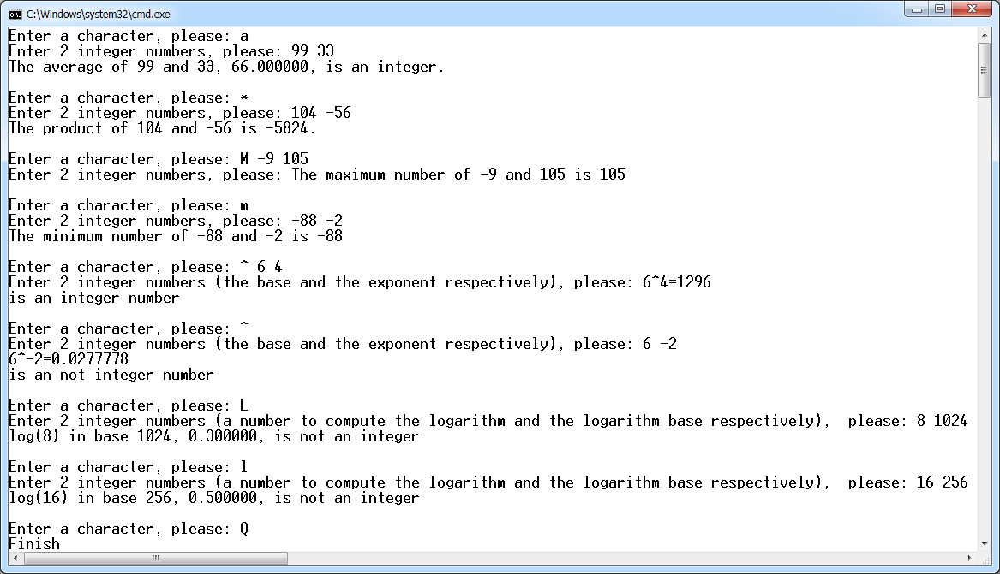 C:\Windows\system32\cmd.exe
Enter a character, please: a
Enter 2 integer numbers, please: 99 33
The average of 99 and 33, 66.000000, is an integer.
Enter a character, please: *
Enter 2 integer numbers, please: 104 -56
The product of 104 and -56 is -5824.
Enter a character, please: M -9 105
Enter 2 integer numbers, please: The maximum number of -9 and 105 is 105
Enter a character, please: m
Enter 2 integer numbers, please: -88 -2
The minimum number of -88 and -2 is -88
Enter a character, please: ^ 6 4
Enter 2 integer numbers (the base and the exponent respectively), please: 6^4=1296
is an integer number
Enter a character, please: ^
Enter 2 integer numbers (the base and the exponent respectively), please: 6 -2
6^-2=0.0277778
is an not integer number
Enter a character, please: L
Enter 2 integer numbers (a number to compute the logarithm and the logarithm base respectively),  please: 8 1024
log(8) in base 1024, 0.300000, is not an integer
Enter a character, please: l
Enter 2 integer numbers (a number to compute the logarithm and the logarithm base respectively),  please: 16 256
log(16) in base 256, 0.500000, is not an integer
Enter a character, please: Q
Finish